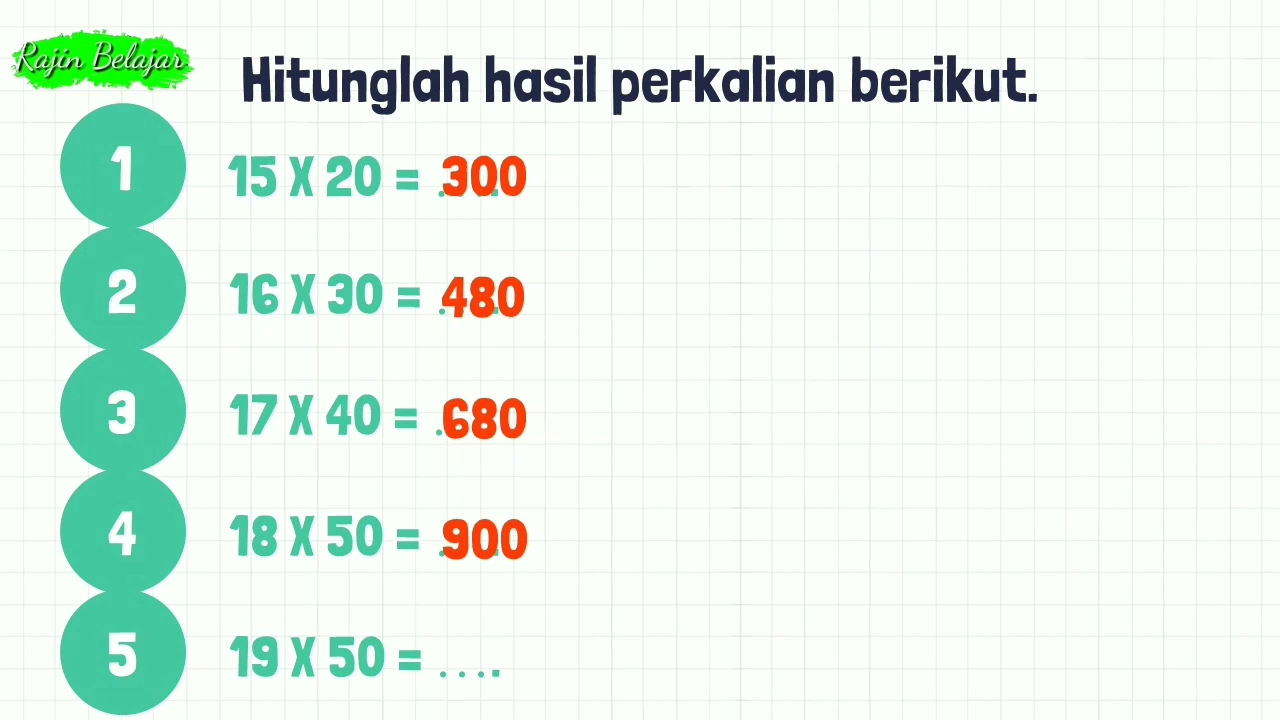 Rajin Belajar
Hitunglah hasil perkalian berikut.
1 15 X 20 = 300
2 16 X 30 = 480
3 17 X 40 = 680
4 18 X 50 = 900
5 19 X 50 = ....